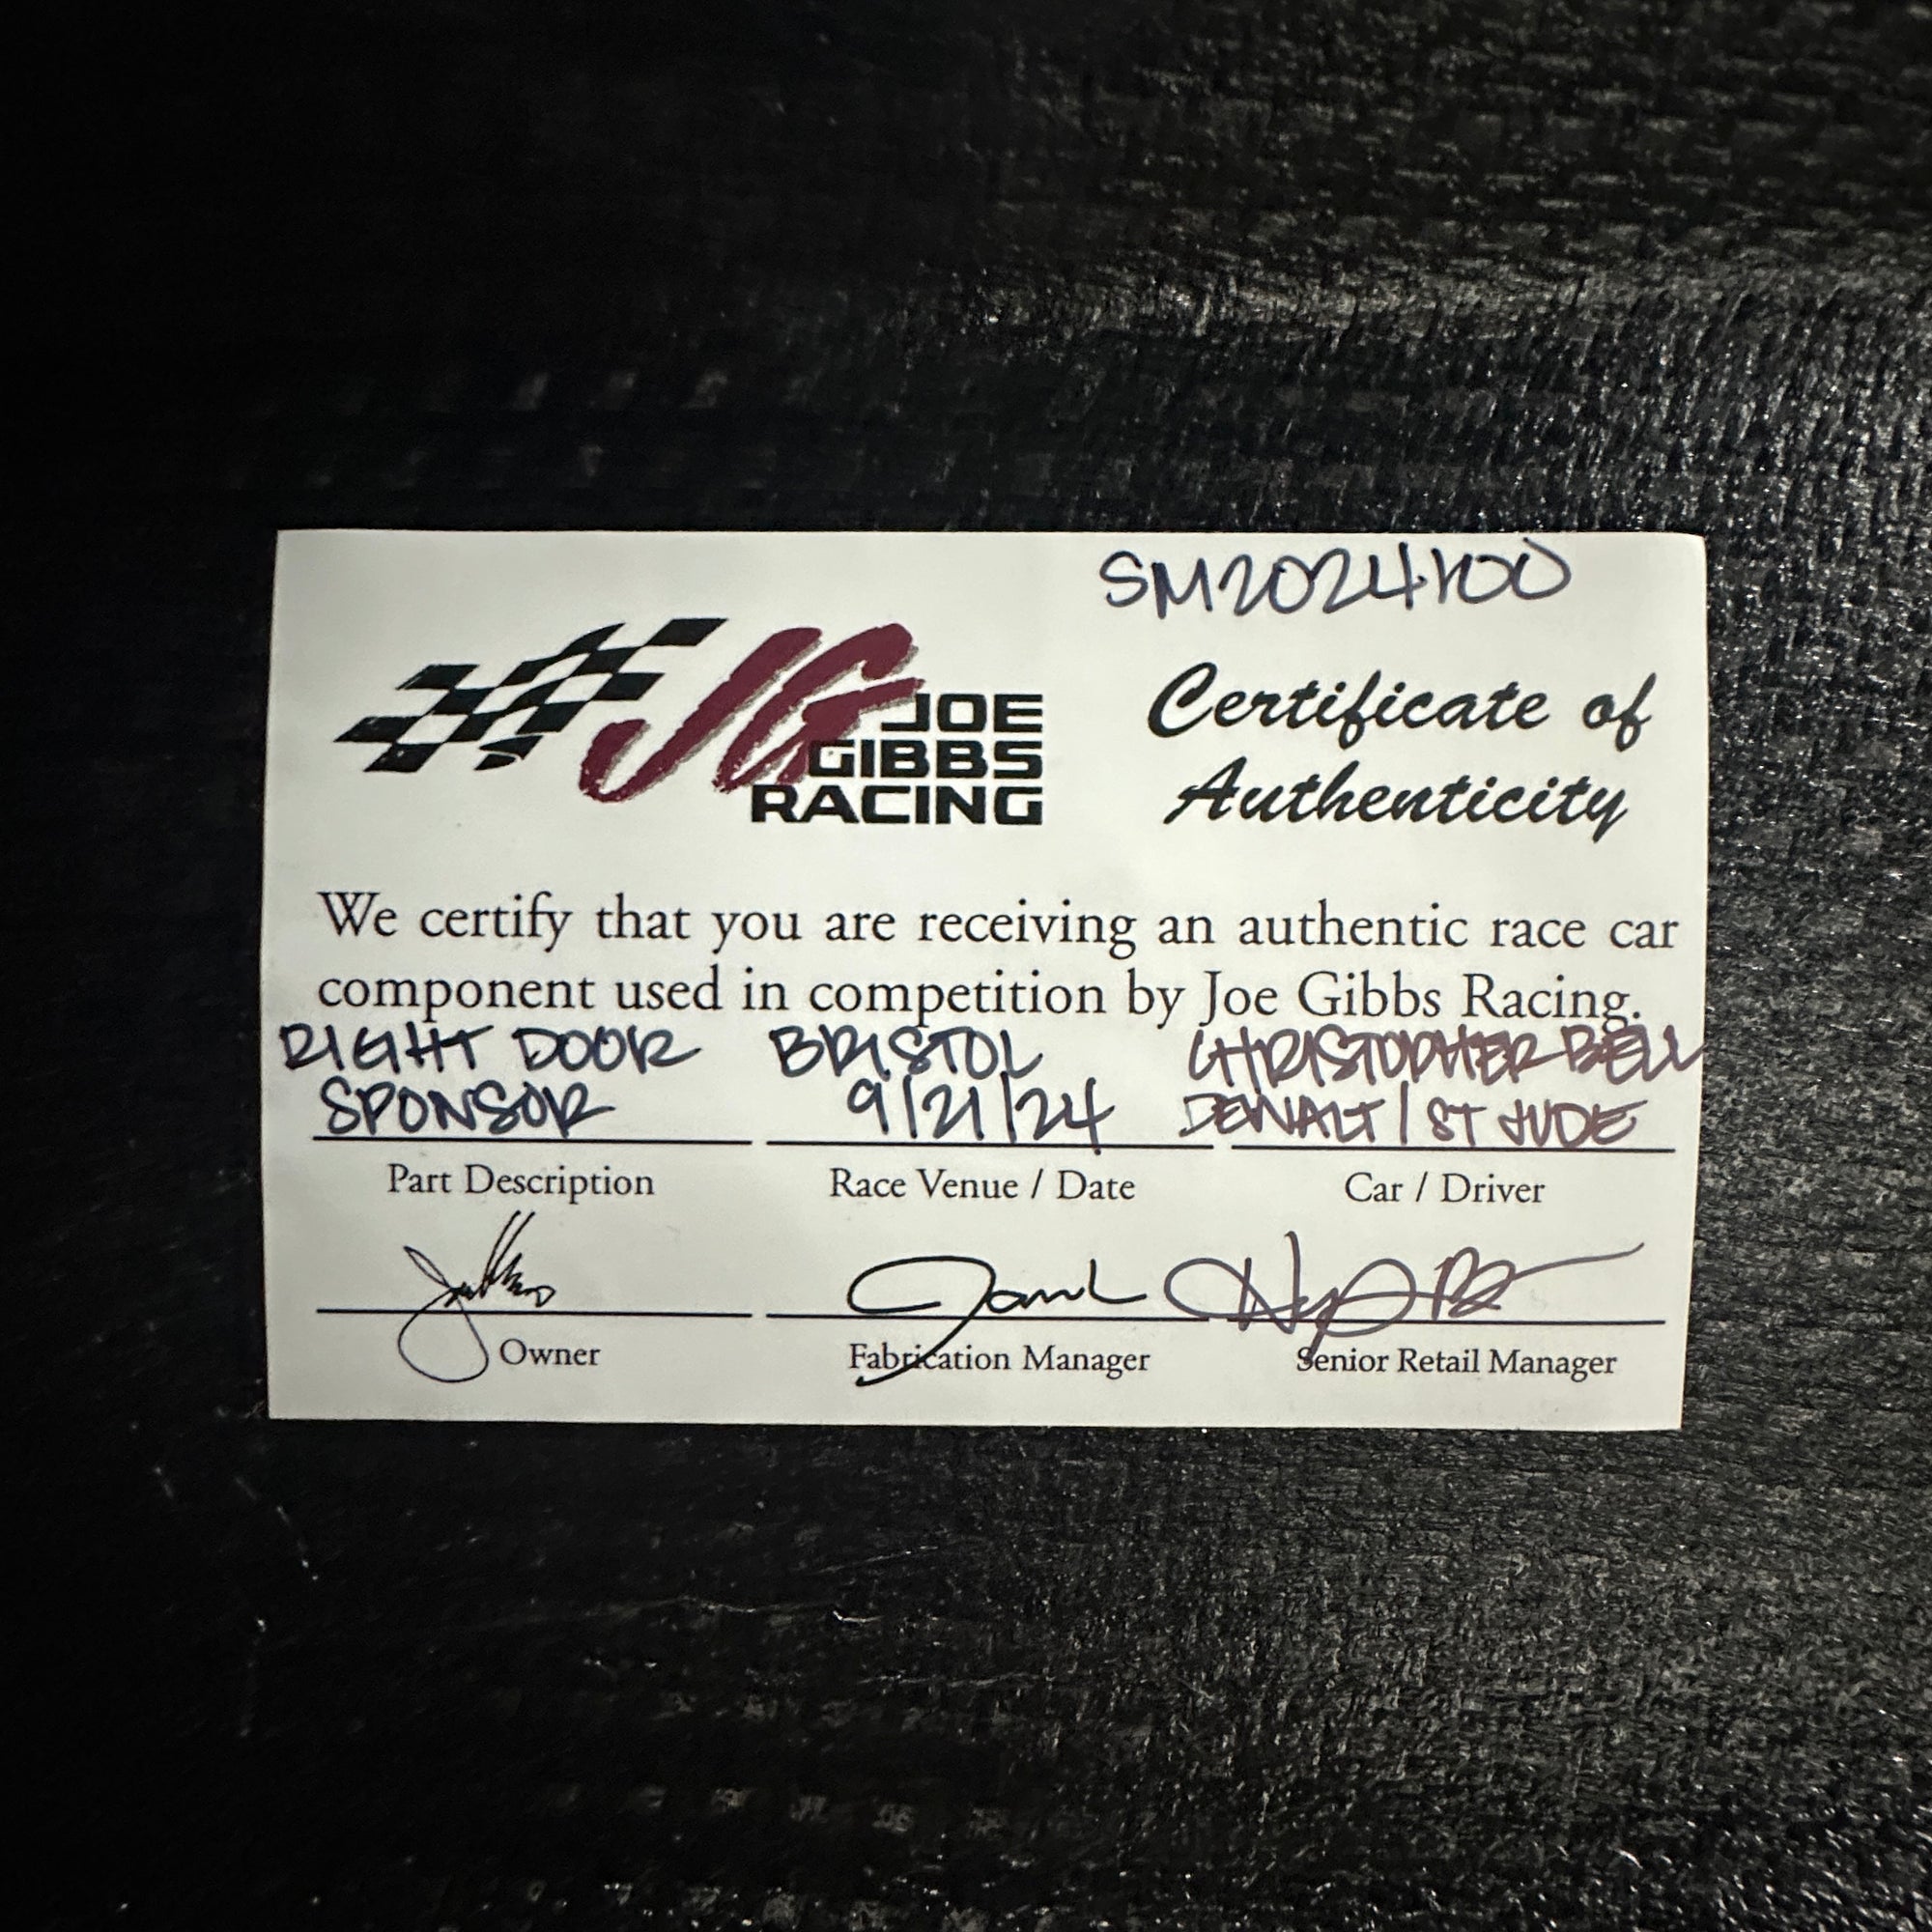 SM2024100
JOE
GIBBS
RACING
Certificate of
Authenticity
We certify that you are receiving an authentic race car
component used in competition by Joe Gibbs Racing.
RIGHT DOOR
SPONSOR
Part Description
BRISTOL
9/21/24
Race Venue / Date
CHRISTOPHER BELL
DEWALT / ST JUDE
Car / Driver
Owner
Fabrication Manager
Senior Retail Manager